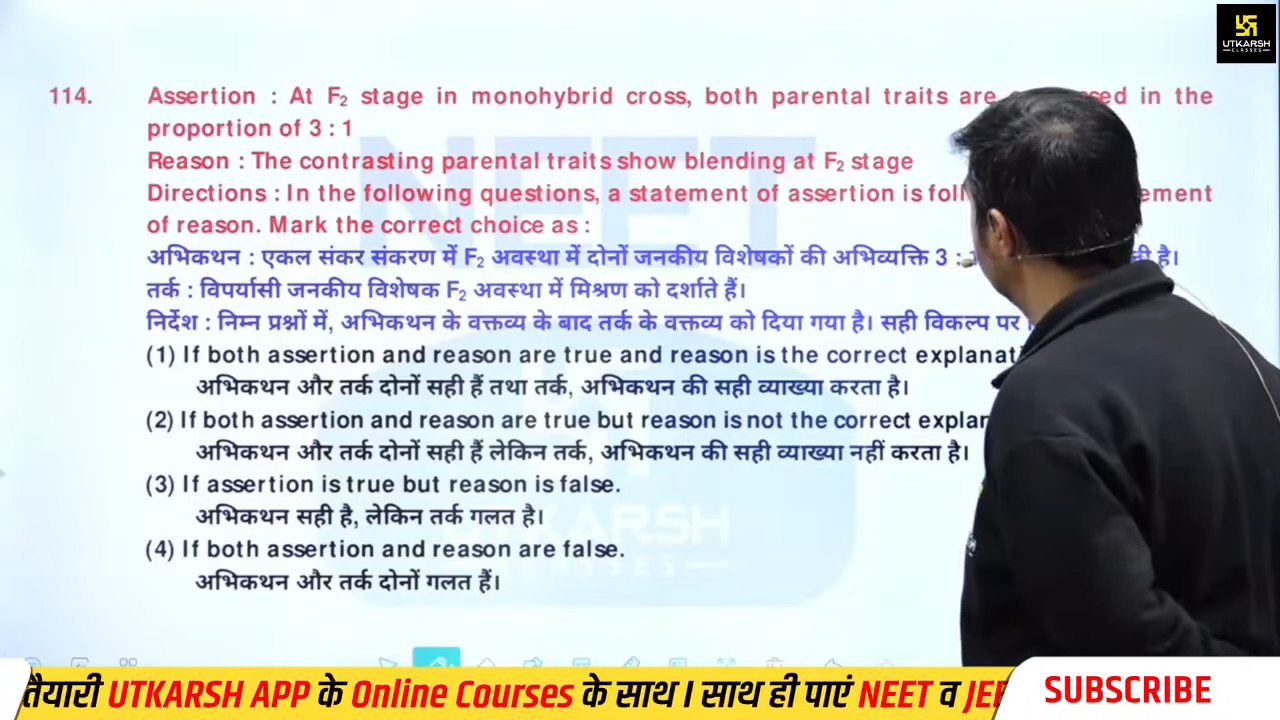 UTKARSH
CLASSES
114. Assertion : At F₂ stage in monohybrid cross, both parental traits are in the
proportion of 3 : 1
Reason : The contrasting parental traits show blending at F₂ stage
Directions : In the following questions, a statement of assertion is
of reason. Mark the correct choice as :
अभिकथन : एकल संकर संकरण में F₂ अवस्था में दोनों जनकीय विशेषकों की अभिव्यक्ति 3 : है।
तर्क : विपर्यासी जनकीय विशेषक F₂ अवस्था में मिश्रण को दर्शाते हैं।
निर्देश : निम्न प्रश्नों में, अभिकथन के वक्तव्य के बाद तर्क के वक्तव्य को दिया गया है। सही विकल्प पर
(1) If both assertion and reason are true and reason is the correct
अभिकथन और तर्क दोनों सही हैं तथा तर्क, अभिकथन की सही व्याख्या करता है।
(2) If both assertion and reason are true but reason is not the correct
अभिकथन और तर्क दोनों सही हैं लेकिन तर्क, अभिकथन की सही व्याख्या नहीं करता है।
(3) If assertion is true but reason is false.
अभिकथन सही है, लेकिन तर्क गलत है।
(4) If both assertion and reason are false.
अभिकथन और तर्क दोनों गलत हैं।
NEET
UTKARSH
CLASSES
तैयारी UTKARSH APP के Online Courses के साथ। साथ ही पाएं NEET व
SUBSCRIBE